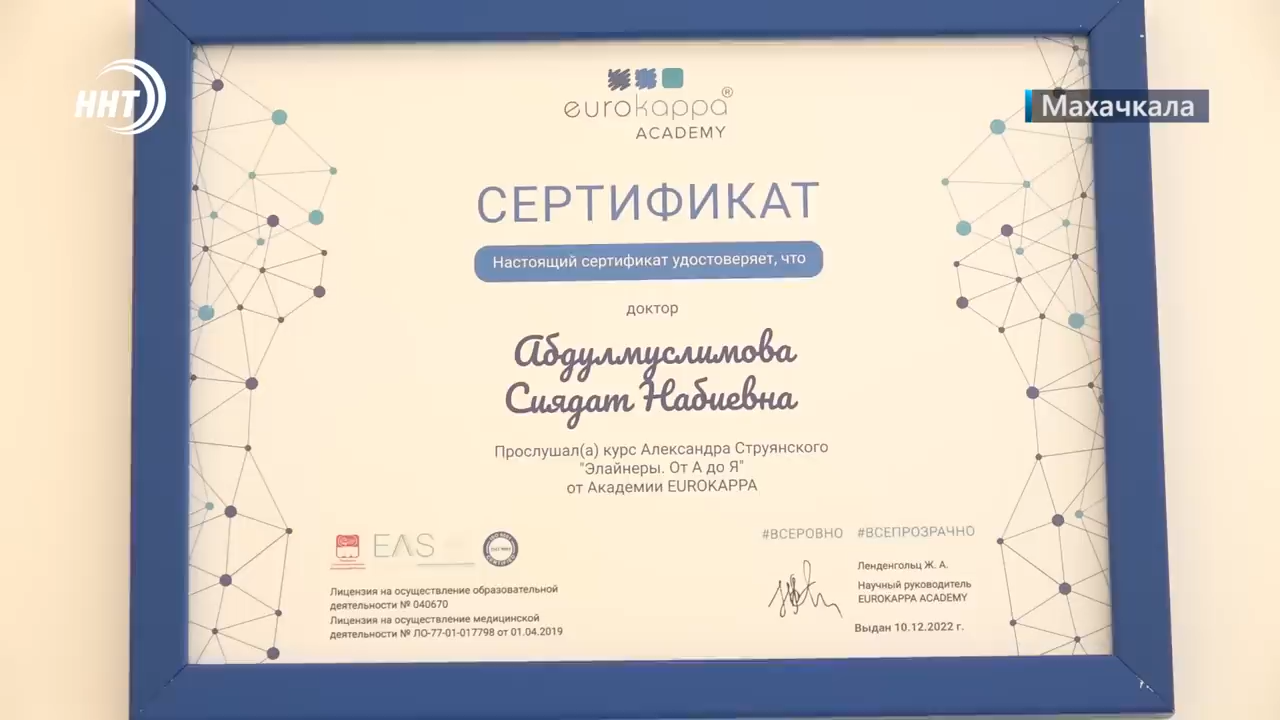 ННТ
Махачкала
eurokappa®
ACADEMY
СЕРТИФИКАТ
Настоящий сертификат удостоверяет, что
доктор
Абдулмуслимова
Сиядат Набиевна
Прослушал(а) курс Александра Струянского
"Элайнеры. От А до Я"
от Академии EUROKAPPA
#ВСЕРОВНО #ВСЕПРОЗРАЧНО
EAS
Ленденгольц Ж. А.
Научный руководитель
EUROKAPPA ACADEMY
Выдан 10.12.2022 г.
Лицензия на осуществление образовательной
деятельности № 040670
Лицензия на осуществление медицинской
деятельности № ЛО-77-01-017798 от 01.04.2019